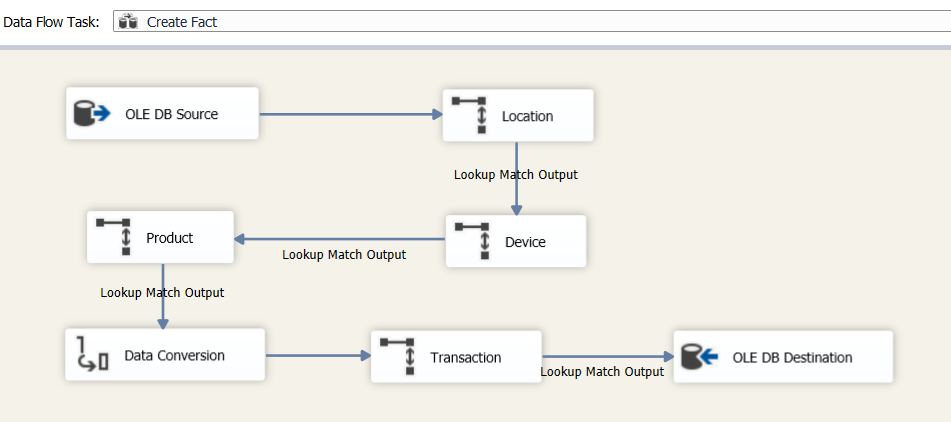 Data Flow Task: Create Fact
OLE DB Source
Location
Lookup Match Output
Device
Lookup Match Output
Product
Lookup Match Output
Data Conversion
Transaction
Lookup Match Output
OLE DB Destination